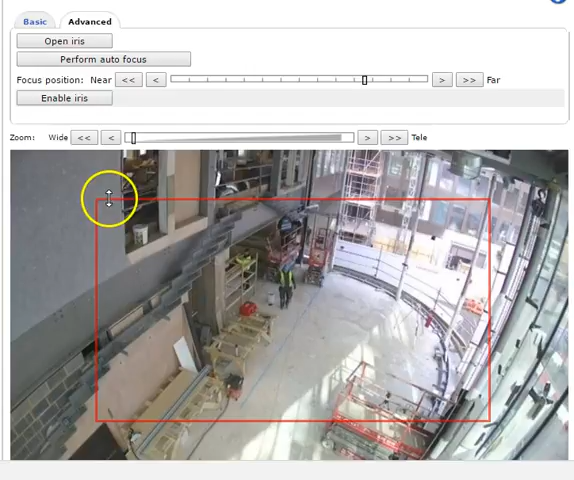 Basic Advanced
Open iris
Perform auto focus
Focus position: Near << < > >> Far
Enable iris
Zoom: Wide << < > >> Tele